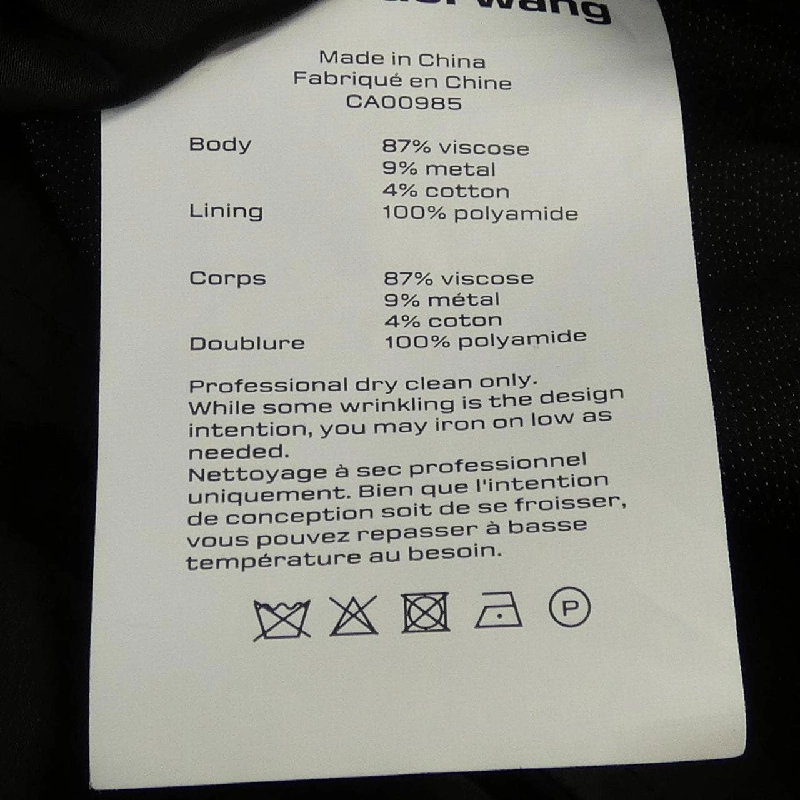 wang
Made in China
Fabriqué en Chine
CA00985
Body 87% viscose
9% metal
4% cotton
Lining 100% polyamide
Corps 87% viscose
9% métal
4% coton
Doublure 100% polyamide
Professional dry clean only.
While some wrinkling is the design
intention, you may iron on low as
needed.
Nettoyage à sec professionnel
uniquement. Bien que l'intention
de conception soit de se froisser,
vous pouvez repasser à basse
température au besoin.
P